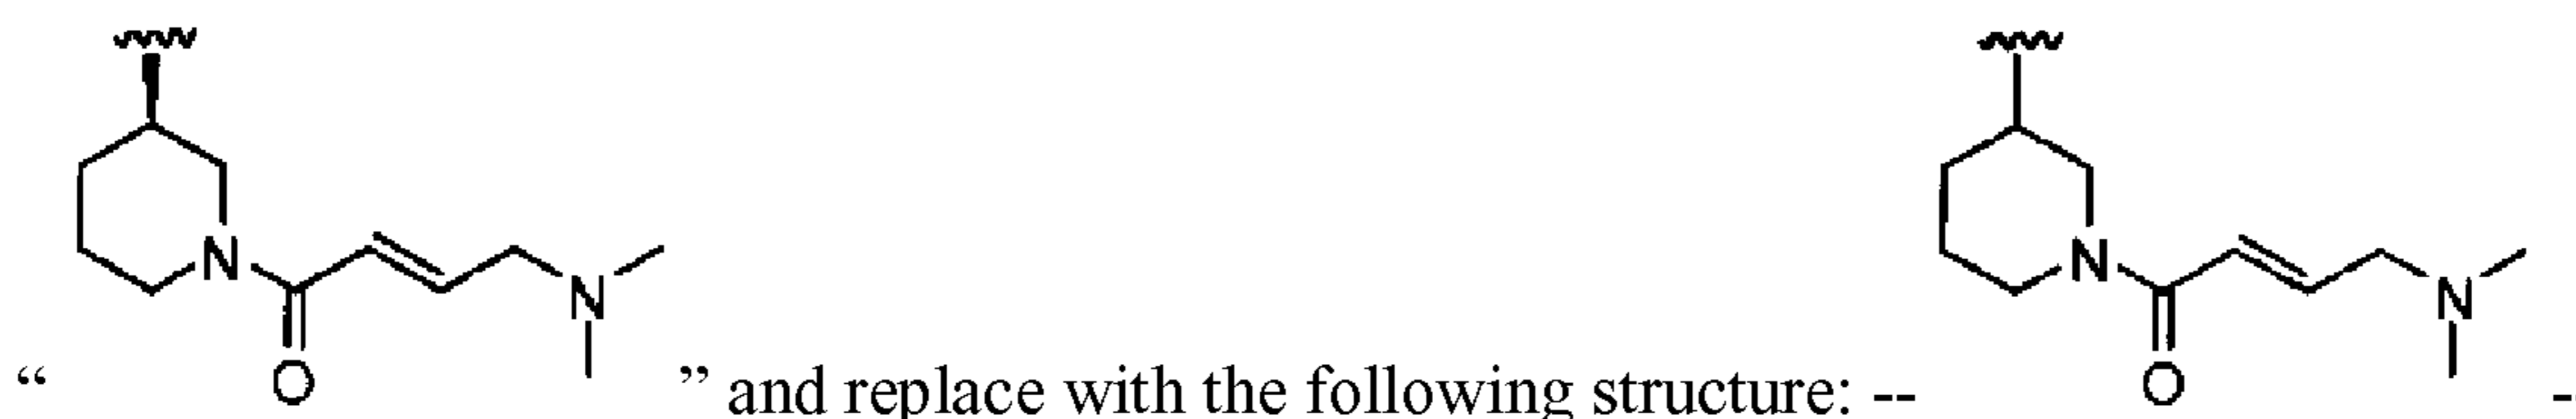 N
N
N
N
O
O
“ ” and replace with the following structure: -- -